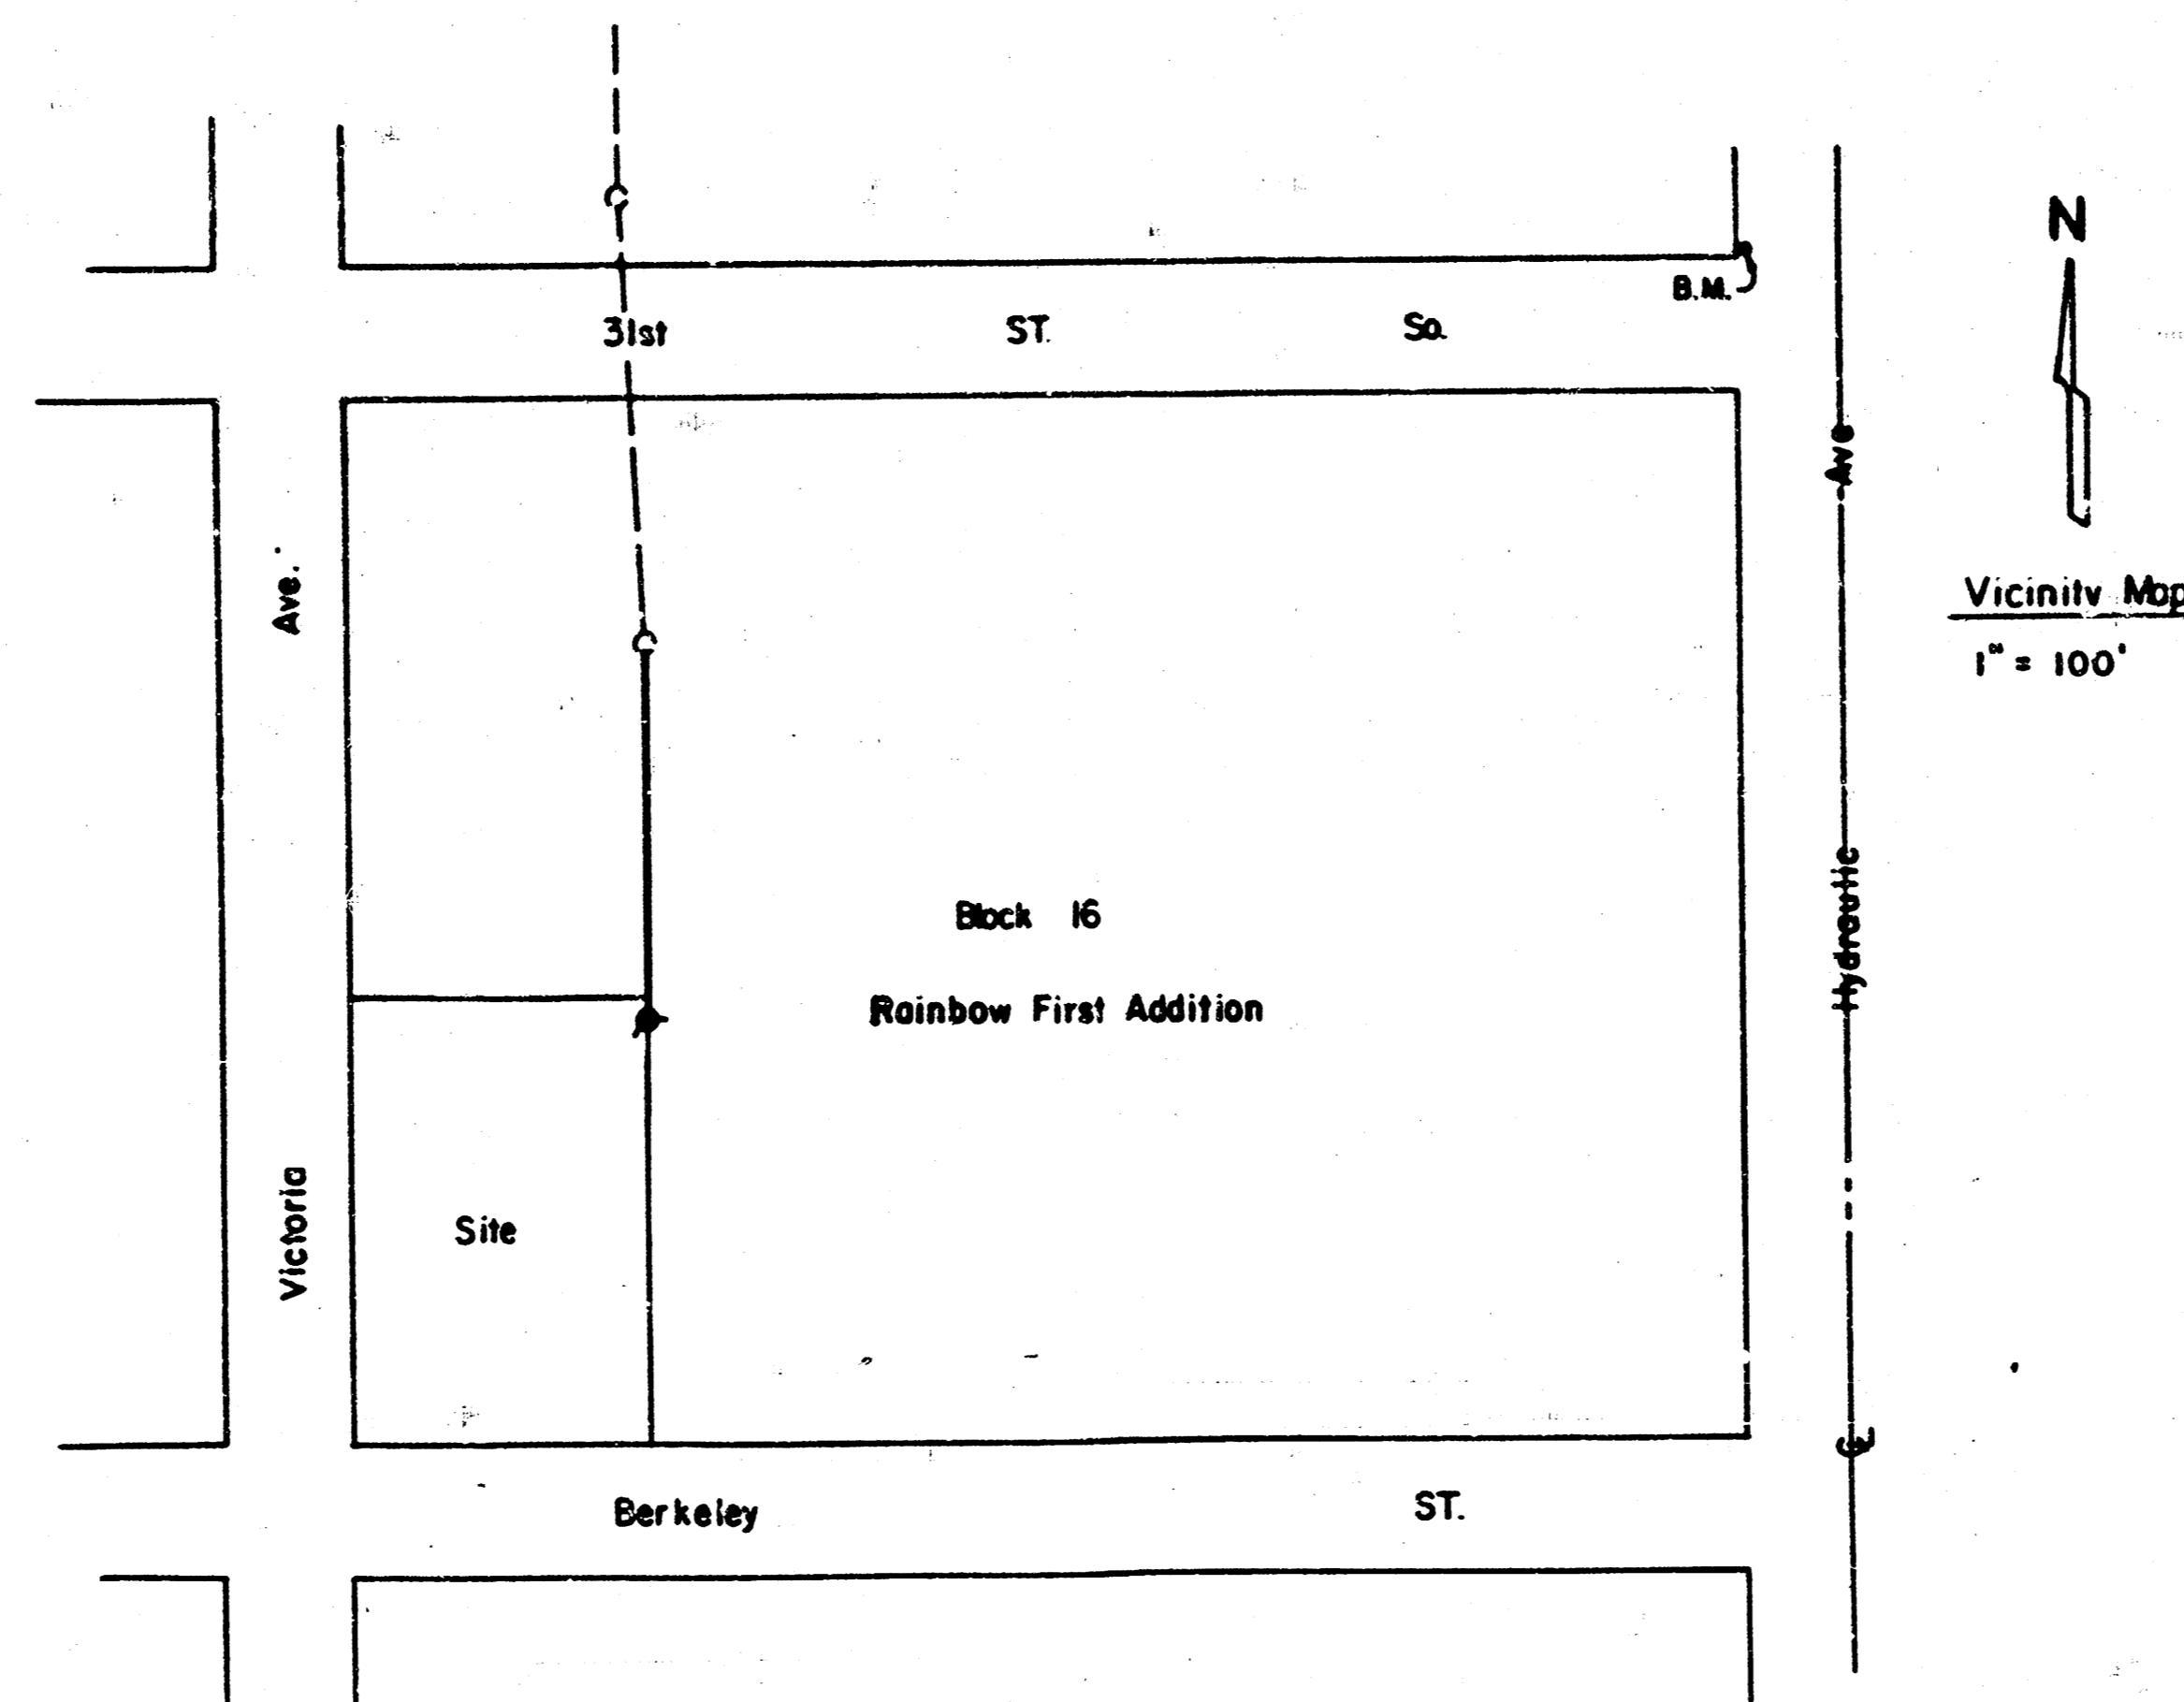 N
B.M.
31st ST. So.
Ave.
Ave
Vicinity Map
1" = 100'
Hydraulic
Block 16
Rainbow First Addition
Victoria
Site
℄
Berkeley ST.